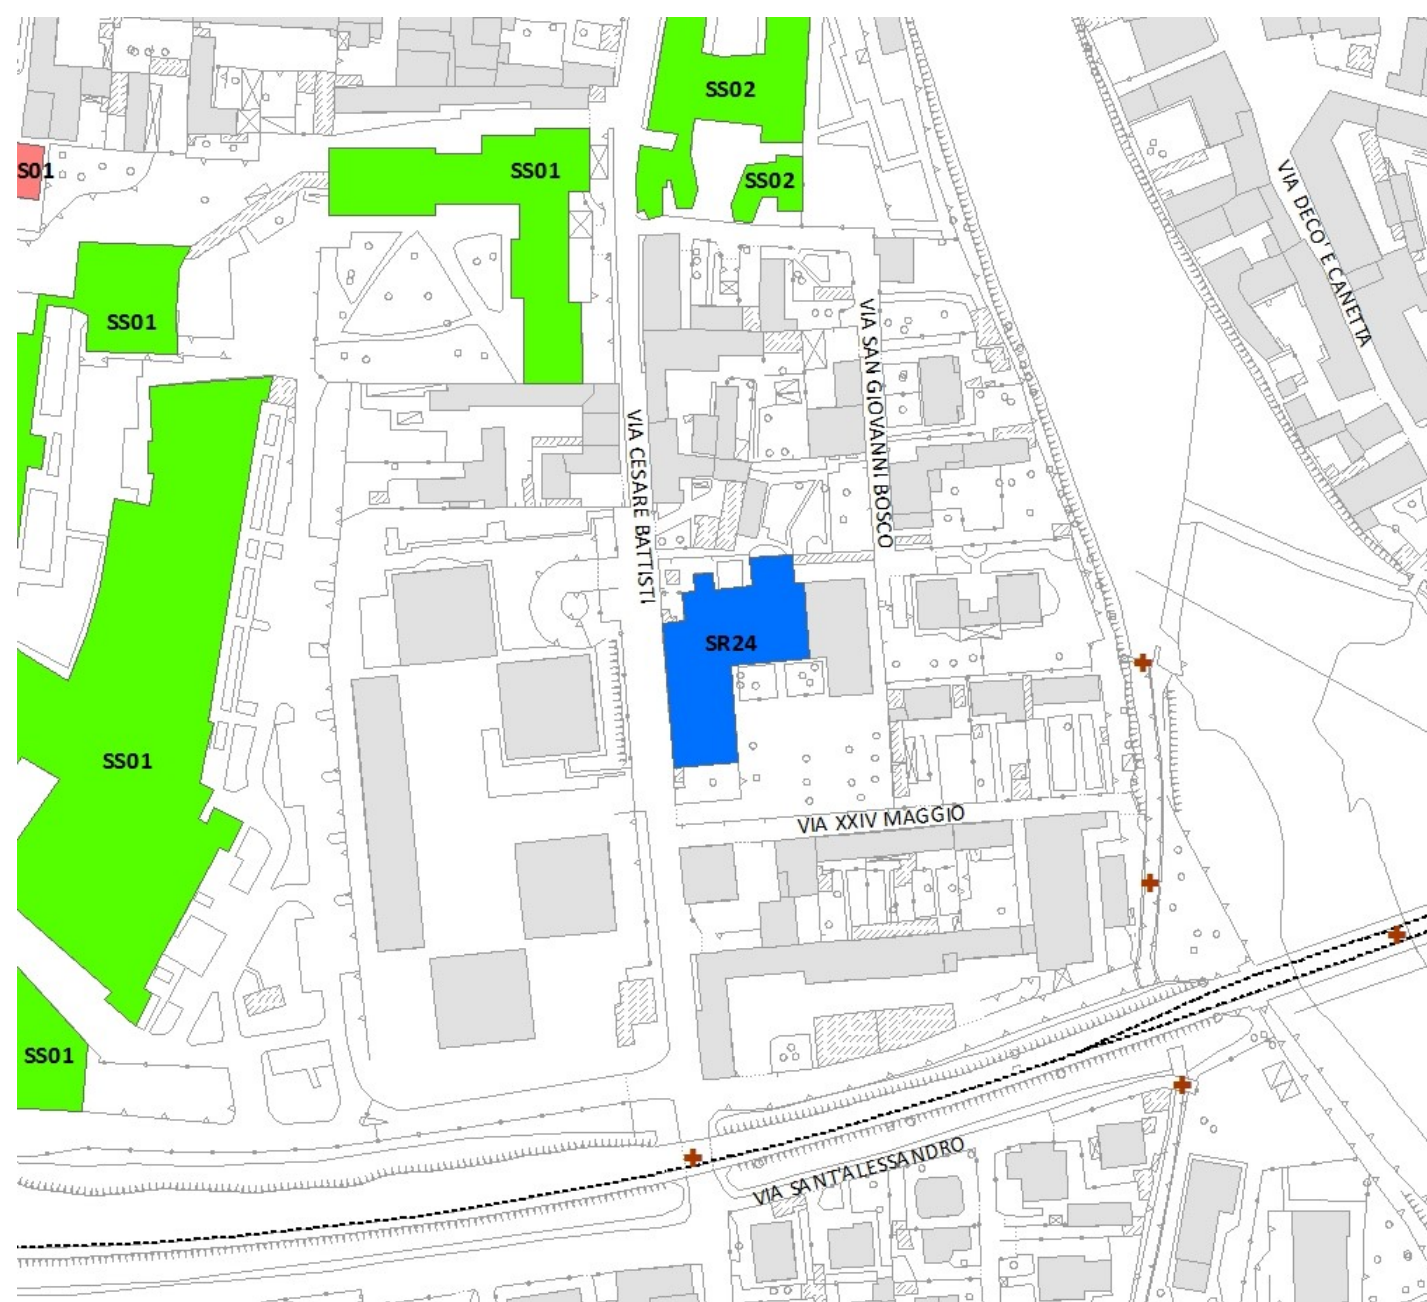 SS02
SS01
S01
SS02
VIA DECO' E CANETTA
SS01
VIA SAN GIOVANNI BOSCO
VIA CESARE BATTISTI
SR24
SS01
VIA XXIV MAGGIO
SS01
VIA SANT'ALESSANDRO